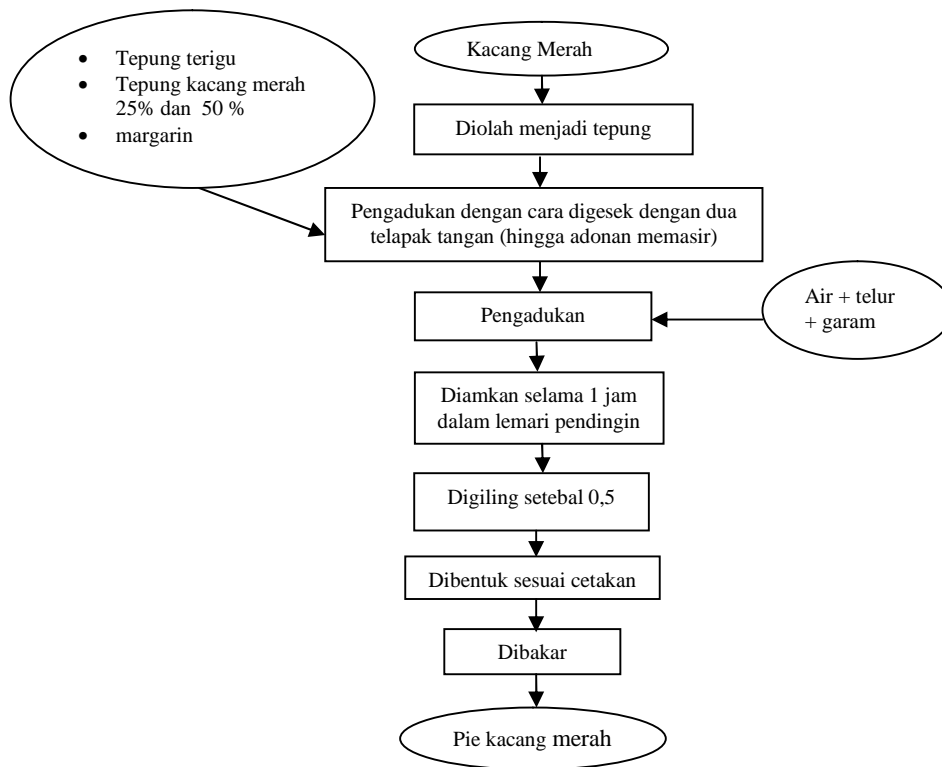 Kacang Merah
• Tepung terigu
• Tepung kacang merah
25% dan 50 %
• margarin
Diolah menjadi tepung
Pengadukan dengan cara digesek dengan dua
telapak tangan (hingga adonan memasir)
Air + telur
+ garam
Pengadukan
Diamkan selama 1 jam
dalam lemari pendingin
Digiling setebal 0,5
Dibentuk sesuai cetakan
Dibakar
Pie kacang merah